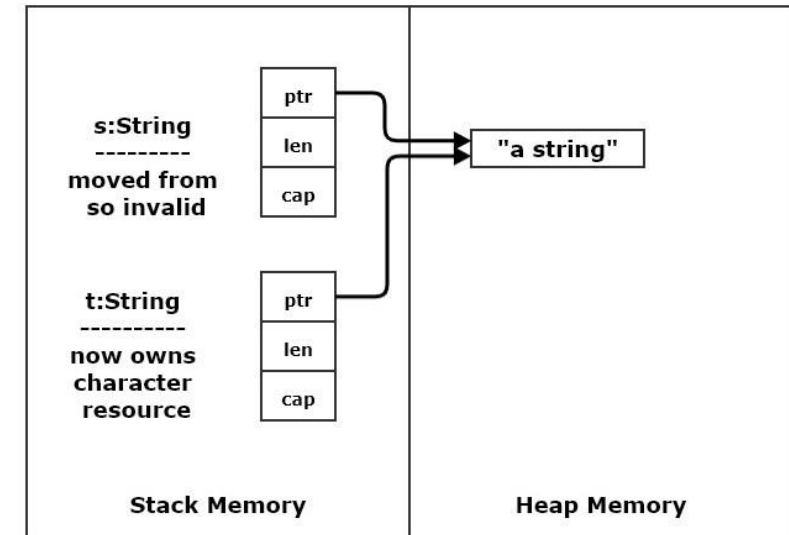 s:String
---------
moved from
so invalid
ptr
len
cap
"a string"
t:String
----------
now owns
character
resource
ptr
len
cap
Stack Memory
Heap Memory